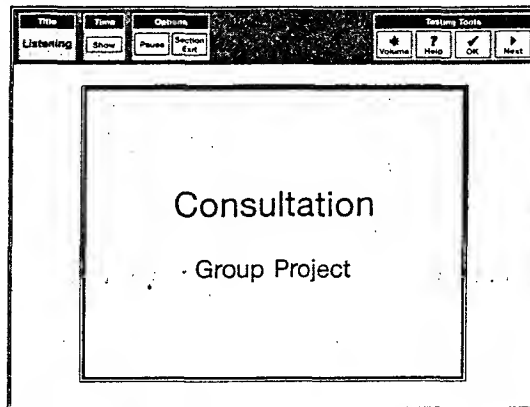 Title Time Options Testing Tools
Listening Show Pause Section Exit Volume ? Help OK Next
Consultation
Group Project